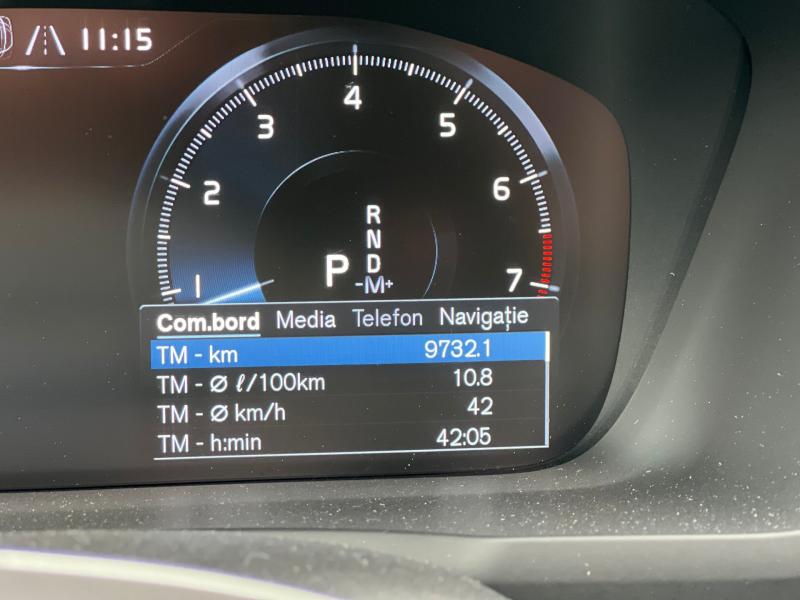 11:15
1
2
3
4
5
6
7
R
N
D
P
-M+
Com.bord Media Telefon Navigație
TM - km 9732.1
TM - Ø ℓ/100km 10.8
TM - Ø km/h 42
TM - h:min 42:05